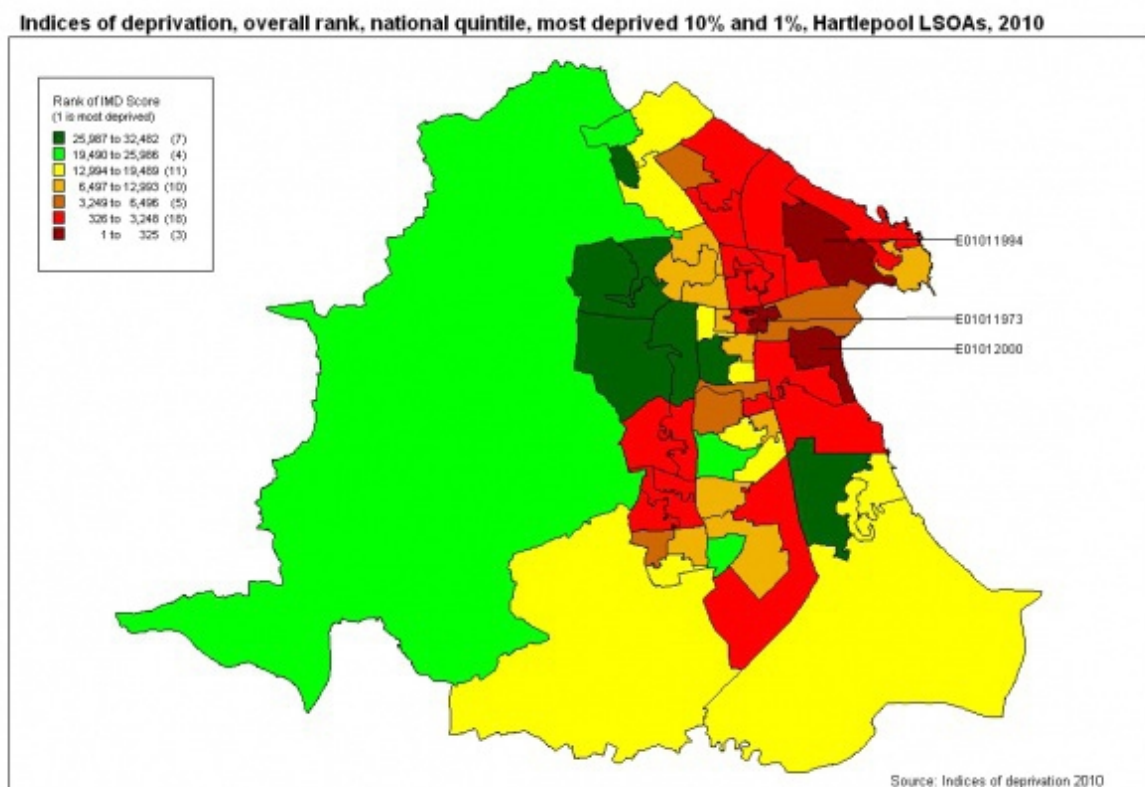 Indices of deprivation, overall rank, national quintile, most deprived 10% and 1%, Hartlepool LSOAs, 2010
Rank of IMD Score
(1 is most deprived)
25,987 to 32,482 (7)
19,490 to 25,986 (4)
12,994 to 19,489 (11)
6,497 to 12,993 (10)
3,249 to 6,496 (5)
326 to 3,248 (18)
1 to 325 (3)
E01011994
E01011973
E01012000
Source: Indices of deprivation 2010